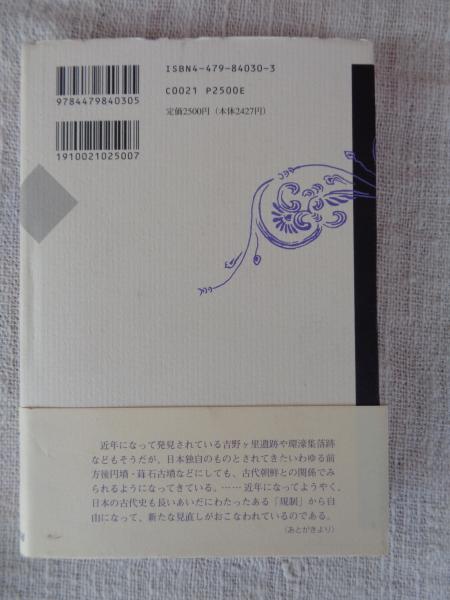 ISBN4-479-84030-3
C0021 P2500E
定価2500円（本体2427円）
9784479840305
1910021025007
近年になって発見されている吉野ヶ里遺跡や環濠集落跡
などもそうだが、日本独自のものとされてきたいわゆる前
方後円墳・葺石古墳などにしても、古代朝鮮との関係でみ
られるようになってきている。…… 近年になってようやく、
日本の古代史も長いあいだにわたったある「規制」から自
由になって、新たな見直しがおこなわれているのである。
（あとがきより）